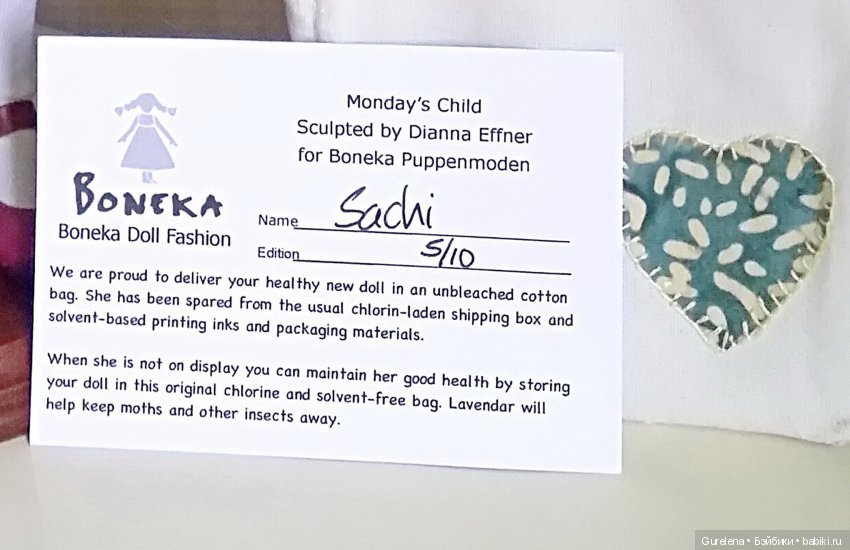 Monday's Child
Sculpted by Dianna Effner
for Boneka Puppenmoden
BONEKA
Boneka Doll Fashion
Name Sachi
Edition 5/10
We are proud to deliver your healthy new doll in an unbleached cotton
bag. She has been spared from the usual chlorin-laden shipping box and
solvent-based printing inks and packaging materials.
When she is not on display you can maintain her good health by storing
your doll in this original chlorine and solvent-free bag. Lavendar will
help keep moths and other insects away.
Gurelena • Бэйбики • babiki.ru